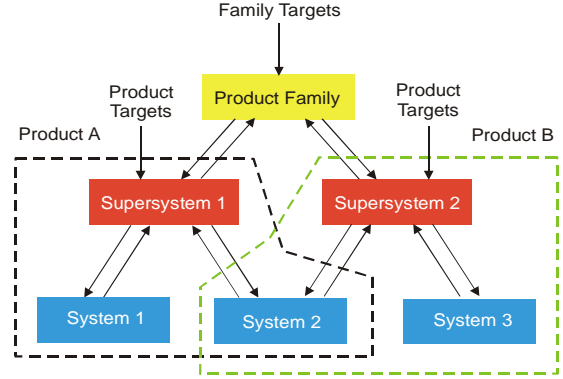 Family Targets
Product Family
Product
Targets
Product
Targets
Product A
Product B
Supersystem 1
Supersystem 2
System 1
System 2
System 3